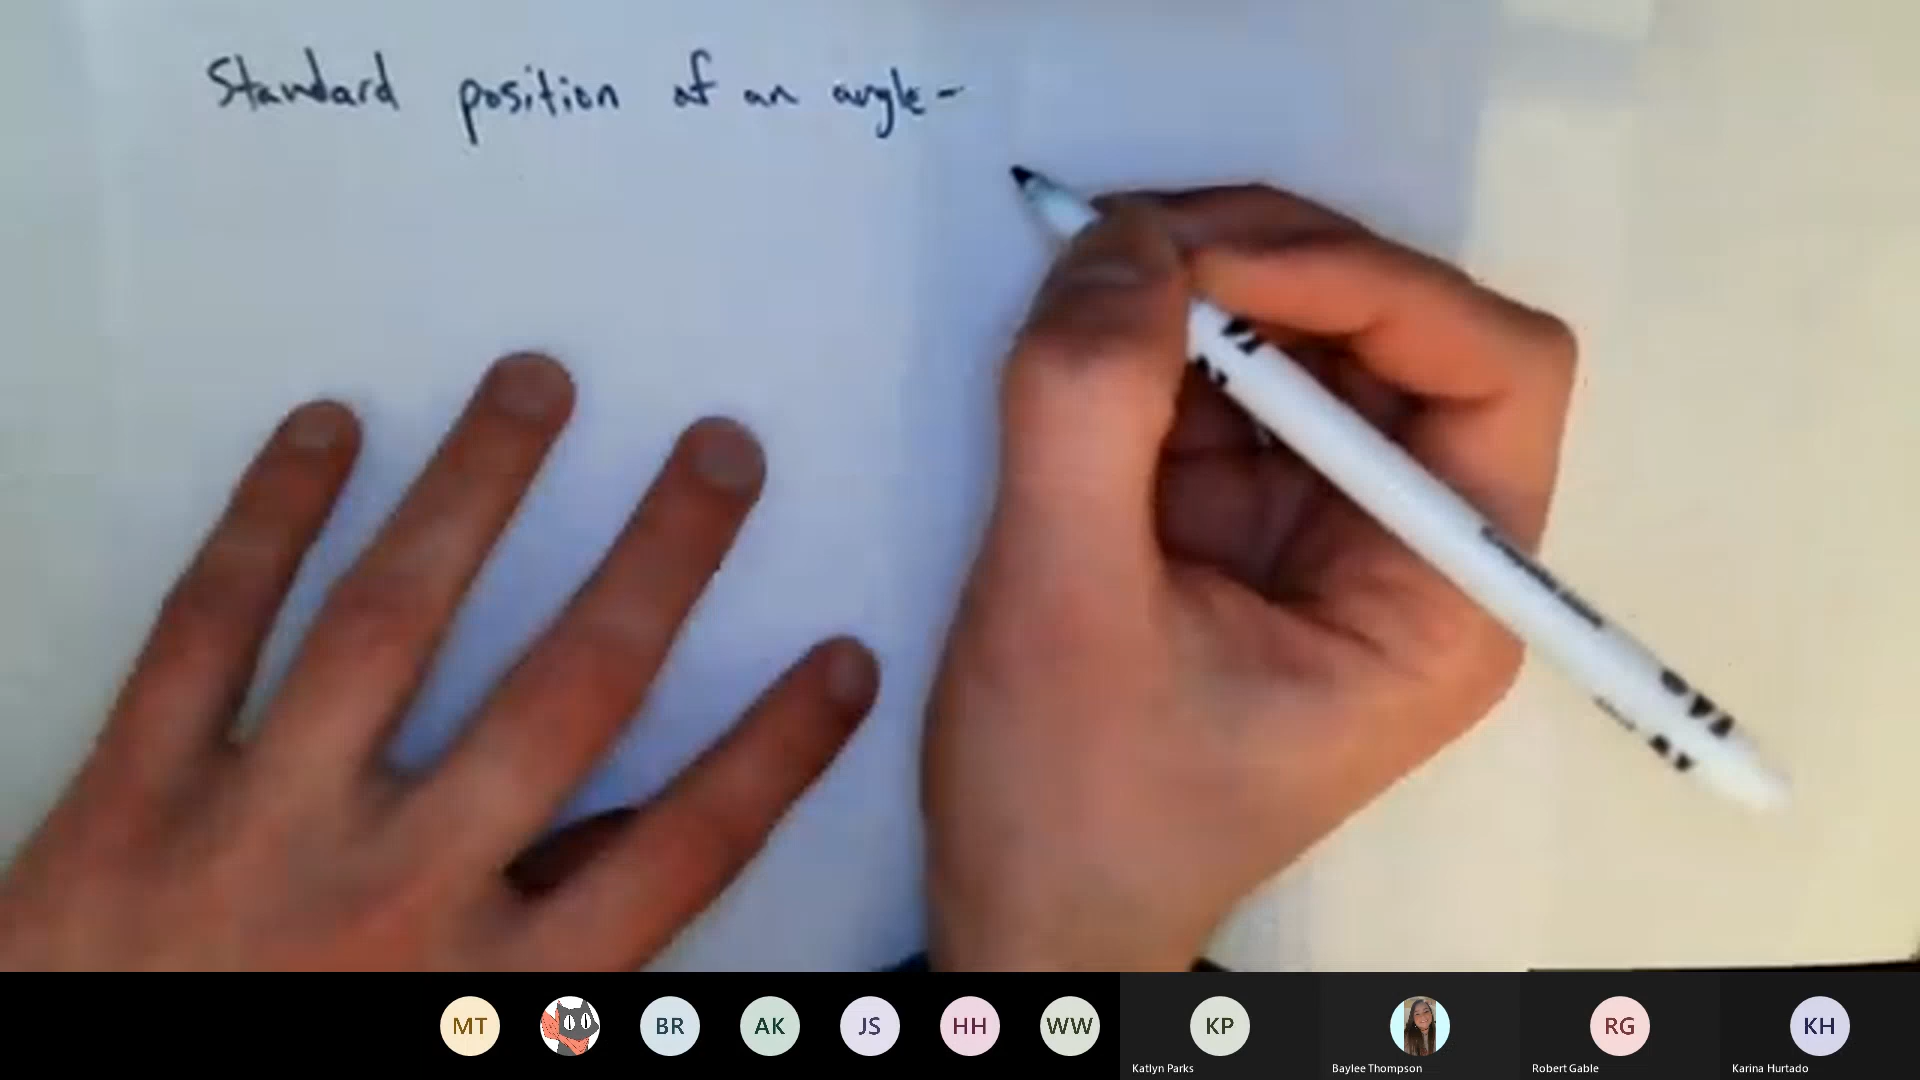 Standard position of an angle-
MT BR AK JS HH WW KP RG KH
Katlyn Parks Baylee Thompson Robert Gable Karina Hurtado